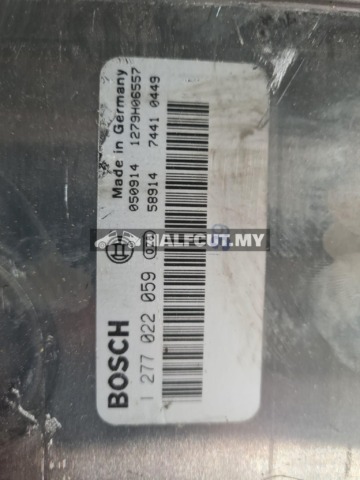 BOSCH
1 277 022 059
Made in Germany
050914 1279H06557
58914 7441 0449
HALFCUT.MY